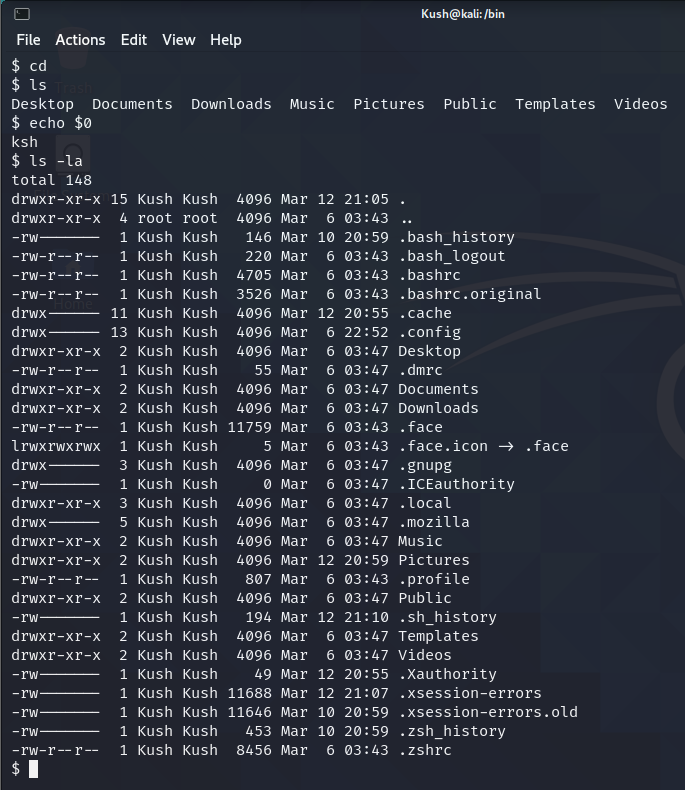 Kush@kali:/bin
File Actions Edit View Help
$ cd
$ ls
Desktop  Documents  Downloads  Music  Pictures  Public  Templates  Videos
$ echo $0
ksh
$ ls -la
total 148
drwxr-xr-x 15 Kush Kush  4096 Mar 12 21:05 .
drwxr-xr-x  4 root root  4096 Mar  6 03:43 ..
-rw-------  1 Kush Kush   146 Mar 10 20:59 .bash_history
-rw-r--r--  1 Kush Kush   220 Mar  6 03:43 .bash_logout
-rw-r--r--  1 Kush Kush  4705 Mar  6 03:43 .bashrc
-rw-r--r--  1 Kush Kush  3526 Mar  6 03:43 .bashrc.original
drwx------ 11 Kush Kush  4096 Mar 12 20:55 .cache
drwx------ 13 Kush Kush  4096 Mar  6 22:52 .config
drwxr-xr-x  2 Kush Kush  4096 Mar  6 03:47 Desktop
-rw-r--r--  1 Kush Kush    55 Mar  6 03:47 .dmrc
drwxr-xr-x  2 Kush Kush  4096 Mar  6 03:47 Documents
drwxr-xr-x  2 Kush Kush  4096 Mar  6 03:47 Downloads
-rw-r--r--  1 Kush Kush 11759 Mar  6 03:43 .face
lrwxrwxrwx  1 Kush Kush     5 Mar  6 03:43 .face.icon -> .face
drwx------  3 Kush Kush  4096 Mar  6 03:47 .gnupg
-rw-------  1 Kush Kush     0 Mar  6 03:47 .ICEauthority
drwxr-xr-x  3 Kush Kush  4096 Mar  6 03:47 .local
drwx------  5 Kush Kush  4096 Mar  6 03:47 .mozilla
drwxr-xr-x  2 Kush Kush  4096 Mar  6 03:47 Music
drwxr-xr-x  2 Kush Kush  4096 Mar 12 20:59 Pictures
-rw-r--r--  1 Kush Kush   807 Mar  6 03:43 .profile
drwxr-xr-x  2 Kush Kush  4096 Mar  6 03:47 Public
-rw-------  1 Kush Kush   194 Mar 12 21:10 .sh_history
drwxr-xr-x  2 Kush Kush  4096 Mar  6 03:47 Templates
drwxr-xr-x  2 Kush Kush  4096 Mar  6 03:47 Videos
-rw-------  1 Kush Kush    49 Mar 12 20:55 .Xauthority
-rw-------  1 Kush Kush 11688 Mar 12 21:07 .xsession-errors
-rw-------  1 Kush Kush 11646 Mar 10 20:59 .xsession-errors.old
-rw-------  1 Kush Kush   453 Mar 10 20:59 .zsh_history
-rw-r--r--  1 Kush Kush  8456 Mar  6 03:43 .zshrc
$
Trash
Home